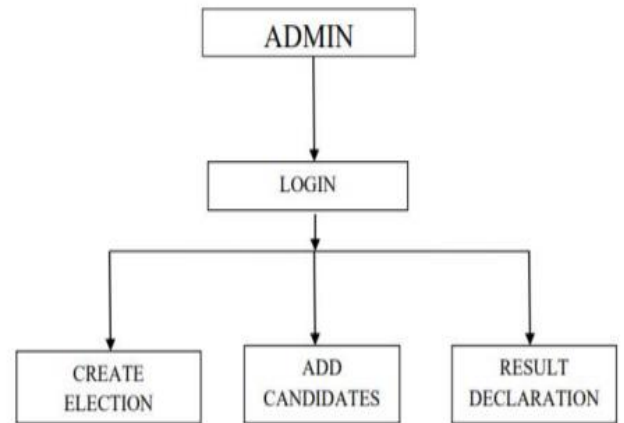 ADMIN
LOGIN
CREATE
ELECTION
ADD
CANDIDATES
RESULT
DECLARATION